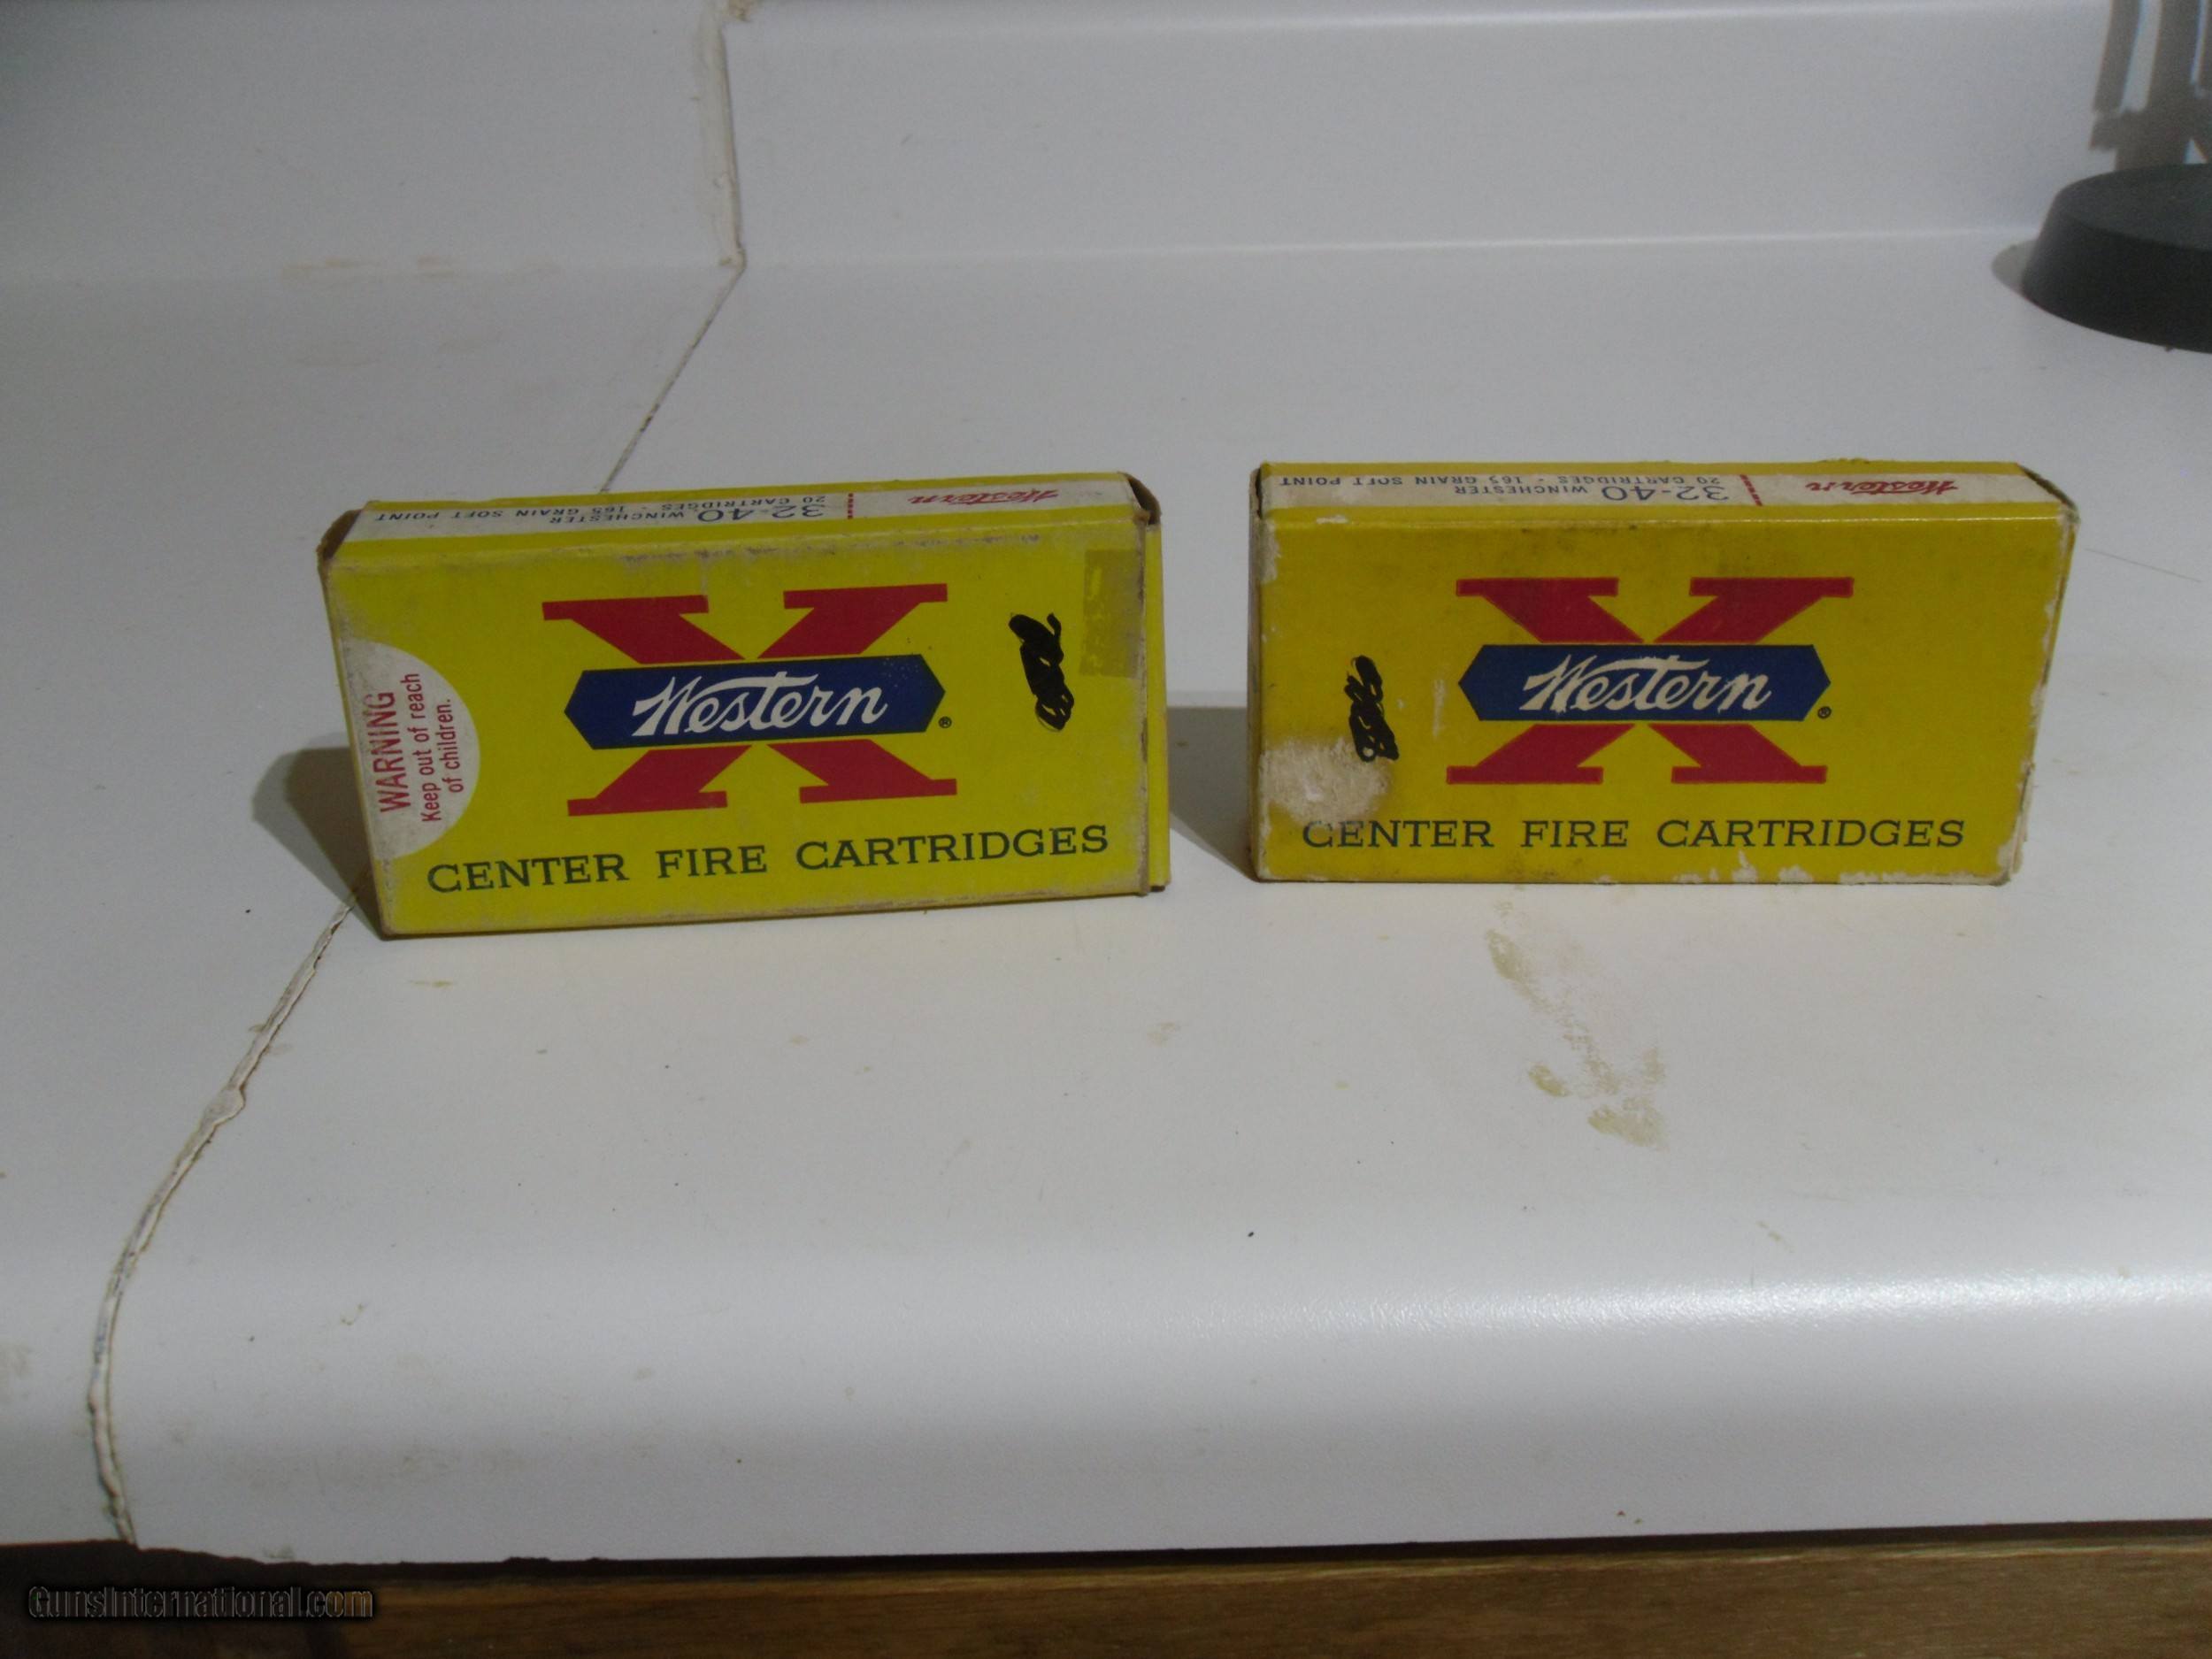 Western
32-40 WINCHESTER
20 CARTRIDGES - 165 GRAIN SOFT POINT
X
Western®
WARNING
Keep out of reach
of children.
CENTER FIRE CARTRIDGES
Western
32-40 WINCHESTER
20 CARTRIDGES - 165 GRAIN SOFT POINT
X
Western®
CENTER FIRE CARTRIDGES
GunsInternational.com